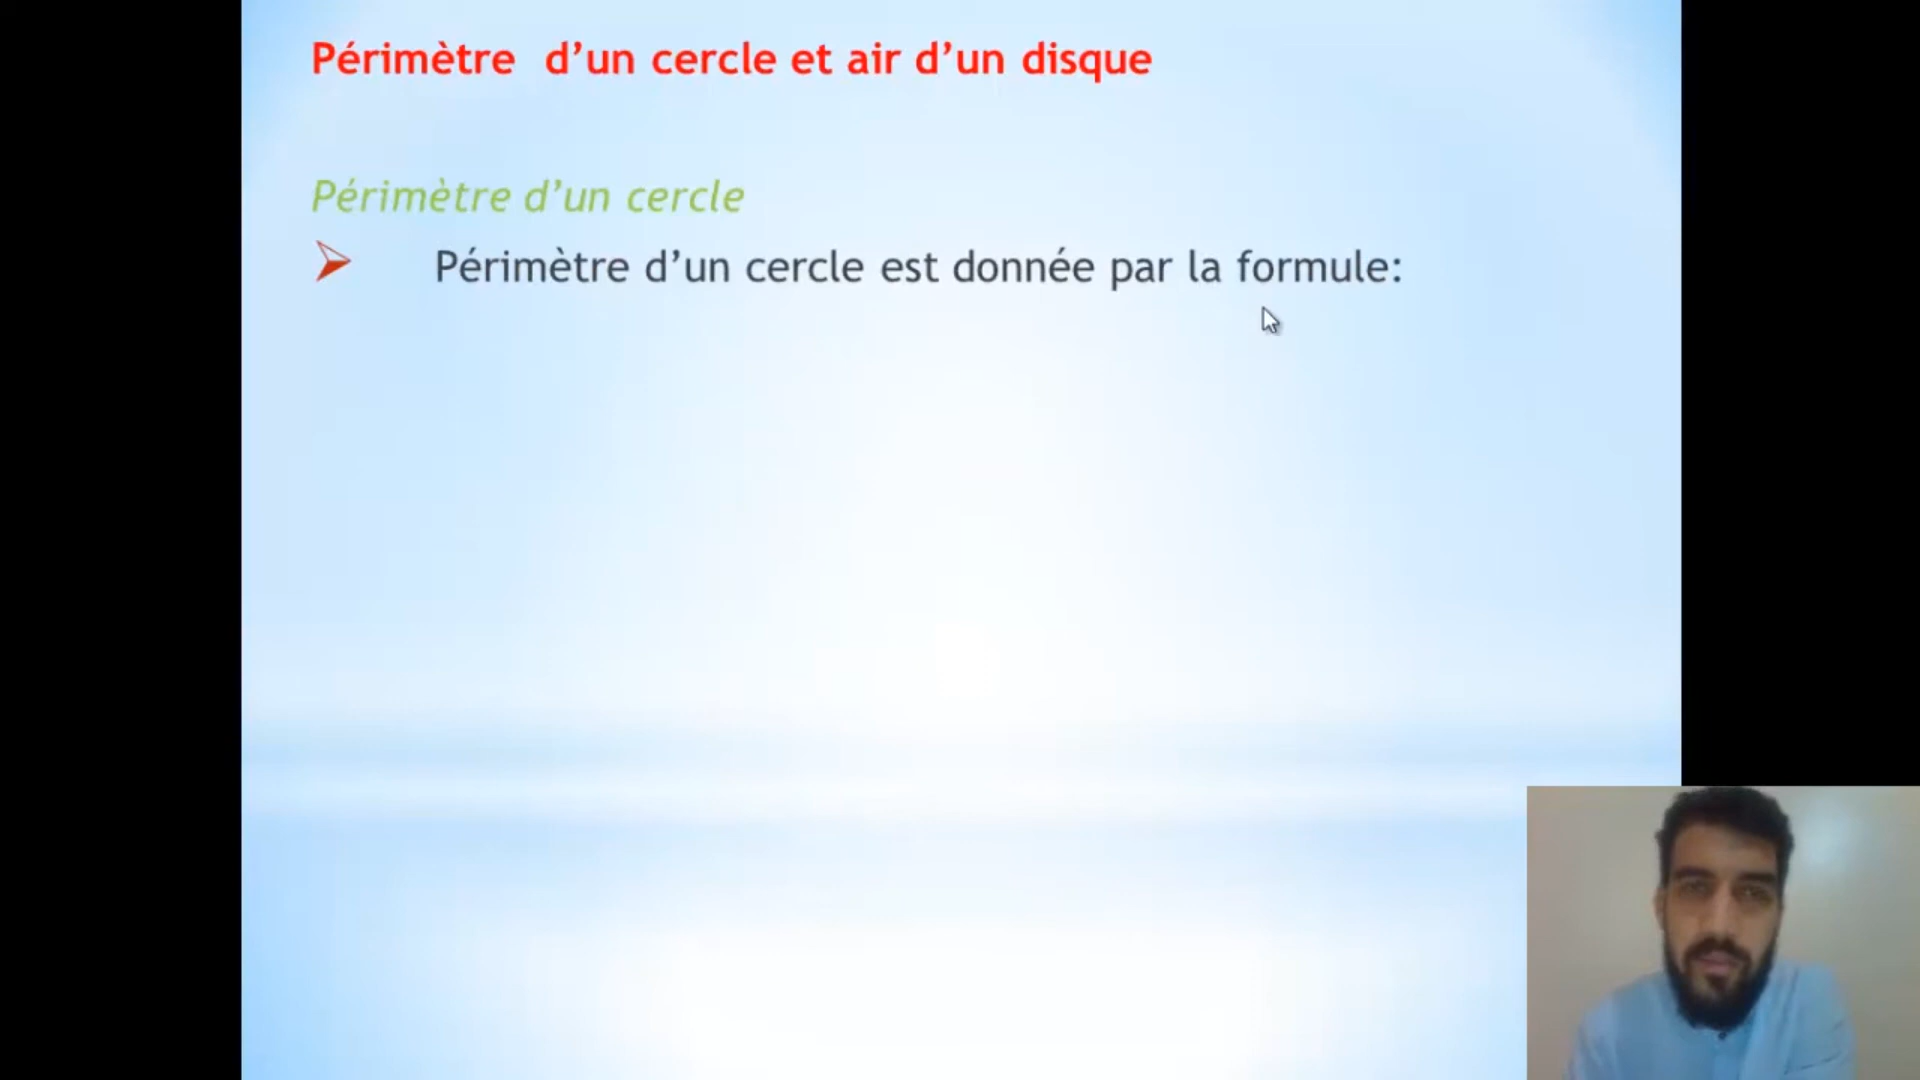 Périmètre d’un cercle et air d’un disque
Périmètre d’un cercle
Périmètre d’un cercle est donnée par la formule: